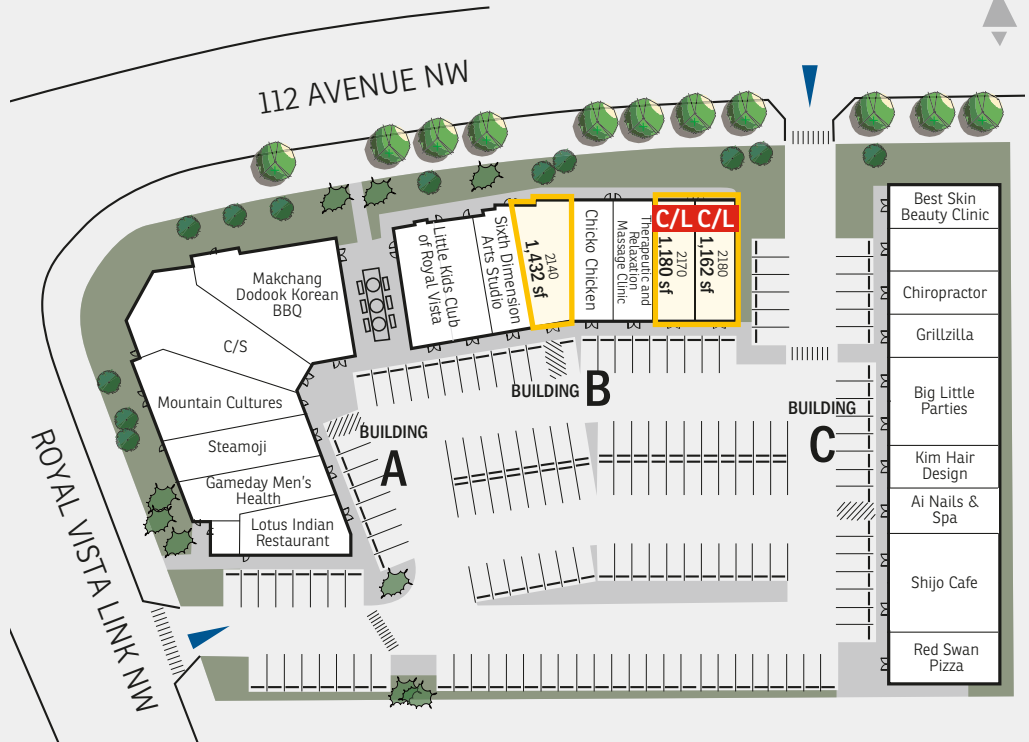 112 AVENUE NW
Best Skin
Beauty Clinic
Chiropractor
Grillzilla
Big Little
Parties
Kim Hair
Design
Ai Nails &
Spa
Shijo Cafe
Red Swan
Pizza
Little Kids Club
of Royal Vista
Sixth Dimension
Arts Studio
2140
1,432 sf
Chicko Chicken
Therapeutic and
Relaxation
Massage Clinic
C/L
2170
1,180 sf
C/L
2180
1,162 sf
Makchang
Dodook Korean
BBQ
C/S
Mountain Cultures
Steamoji
Gameday Men's
Health
Lotus Indian
Restaurant
BUILDING
A
BUILDING
B
BUILDING
C
ROYAL VISTA LINK NW